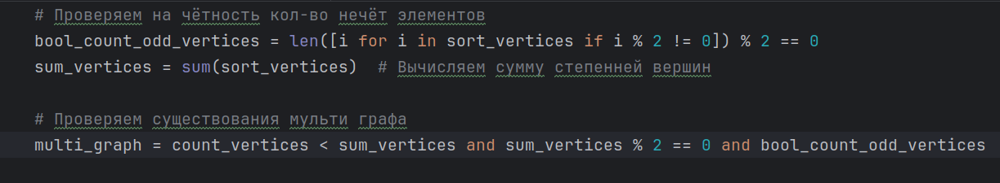 # Проверяем на чётность кол-во нечёт элементов
bool_count_odd_vertices = len([i for i in sort_vertices if i % 2 != 0]) % 2 == 0
sum_vertices = sum(sort_vertices)  # Вычисляем сумму степенней вершин
# Проверяем существования мульти графа
multi_graph = count_vertices < sum_vertices and sum_vertices % 2 == 0 and bool_count_odd_vertices